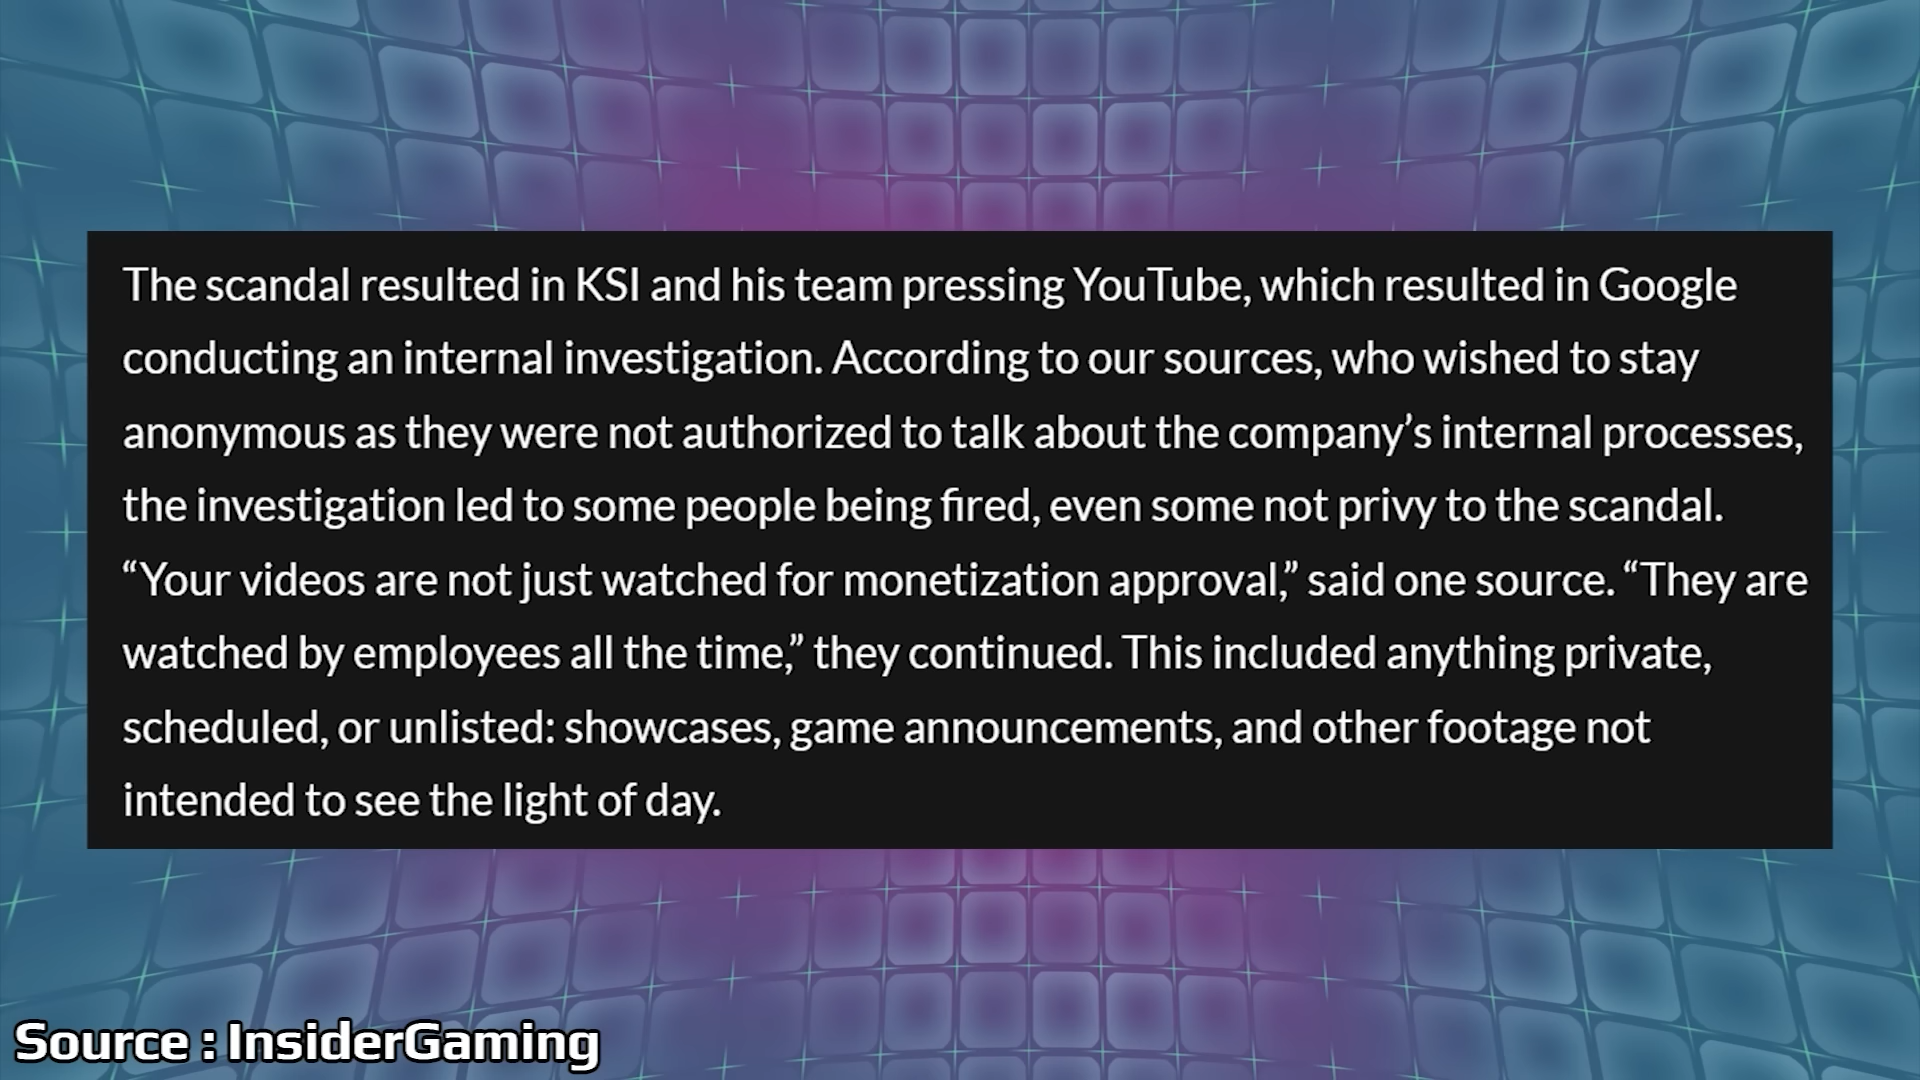 The scandal resulted in KSI and his team pressing YouTube, which resulted in Google
conducting an internal investigation. According to our sources, who wished to stay
anonymous as they were not authorized to talk about the company’s internal processes,
the investigation led to some people being fired, even some not privy to the scandal.
“Your videos are not just watched for monetization approval,” said one source. “They are
watched by employees all the time,” they continued. This included anything private,
scheduled, or unlisted: showcases, game announcements, and other footage not
intended to see the light of day.
Source : InsiderGaming